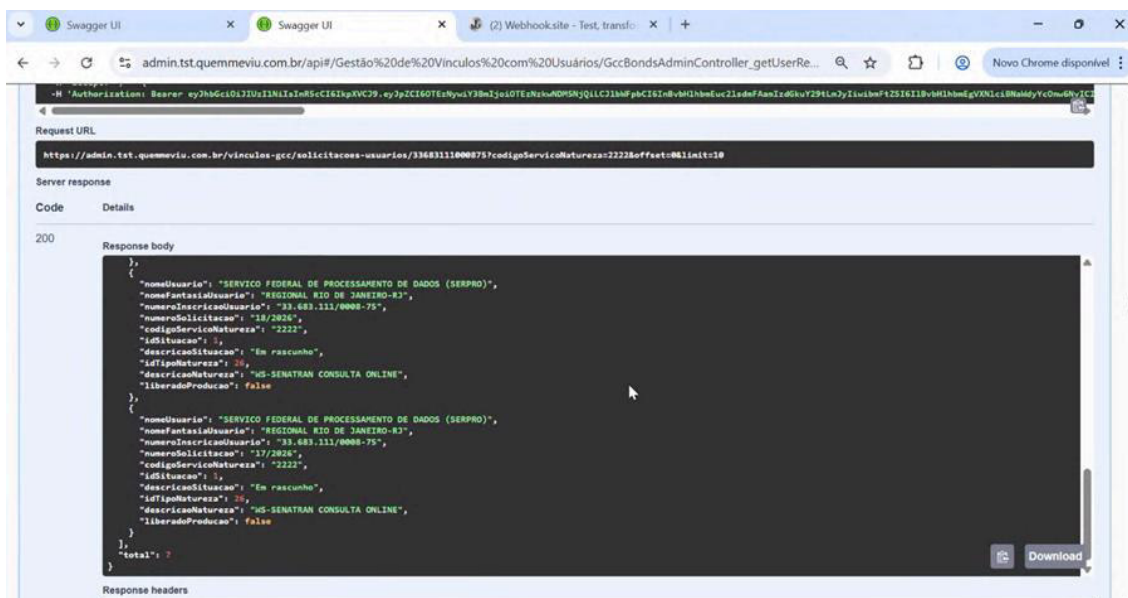 Swagger UI
Swagger UI
(2) Webhook.site - Test, transfo
admin.tst.quemmeviu.com.br/api#/Gestão%20de%20Vínculos%20com%20Usuários/GccBondsAdminController_getUserRe...
Novo Chrome disponível
Request URL
https://admin.tst.quemmeviu.com.br/vinculos-gcc/solicitacoes-usuarios/33683111000875?codigoServicoNatureza=2222&offset=0&limit=10
Server response
Code Details
200
Response body
},
{
"nomeUsuario": "SERVICO FEDERAL DE PROCESSAMENTO DE DADOS (SERPRO)",
"nomeFantasiaUsuario": "REGIONAL RIO DE JANEIRO-RJ",
"numeroInscricaoUsuario": "33.683.111/0008-75",
"numeroSolicitacao": "18/2026",
"codigoServicoNatureza": "2222",
"idSituacao": 1,
"descricaoSituacao": "Em rascunho",
"idTipoNatureza": 26,
"descricaoNatureza": "WS-SENATRAN CONSULTA ONLINE",
"liberadoProducao": false
},
{
"nomeUsuario": "SERVICO FEDERAL DE PROCESSAMENTO DE DADOS (SERPRO)",
"nomeFantasiaUsuario": "REGIONAL RIO DE JANEIRO-RJ",
"numeroInscricaoUsuario": "33.683.111/0008-75",
"numeroSolicitacao": "17/2026",
"codigoServicoNatureza": "2222",
"idSituacao": 1,
"descricaoSituacao": "Em rascunho",
"idTipoNatureza": 26,
"descricaoNatureza": "WS-SENATRAN CONSULTA ONLINE",
"liberadoProducao": false
}
],
"total": 7
}
Download
Response headers